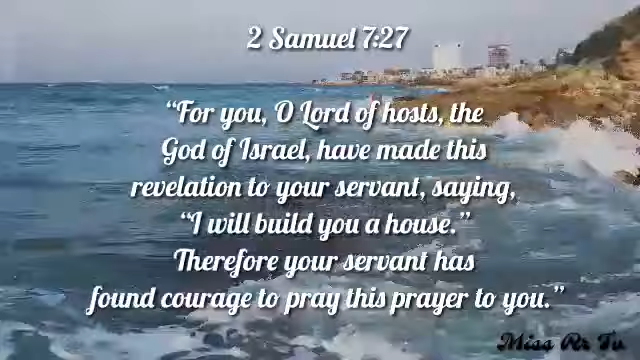 2 Samuel 7:27
“For you, O Lord of hosts, the
God of Israel, have made this
revelation to your servant, saying,
“I will build you a house.”
Therefore your servant has
found courage to pray this prayer to you.”
Miss Rr Tu